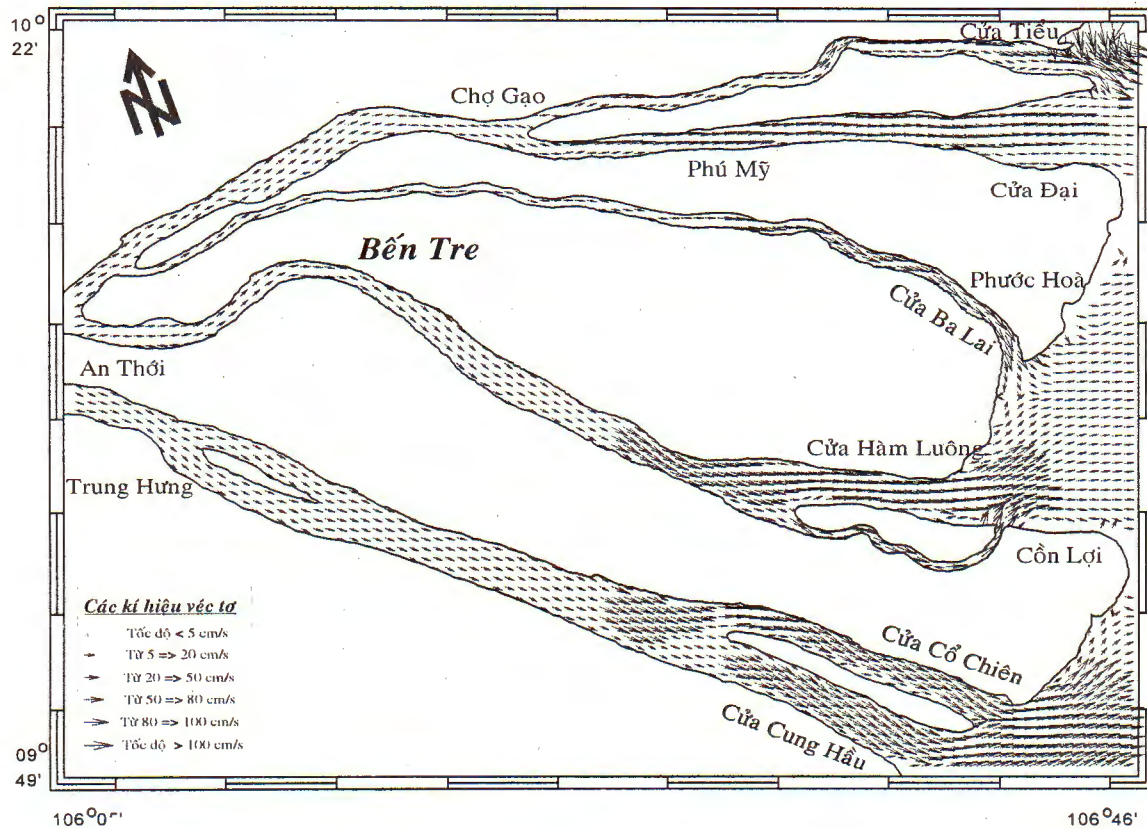 10°
22'
Cửa Tiểu
N
Chợ Gạo
Phú Mỹ
Cửa Đại
Bến Tre
Phước Hoà
Cửa Ba Lai
An Thới
Cửa Hàm Luông
Trung Hưng
Cồn Lợi
Các kí hiệu véc tơ
Tốc độ < 5 cm/s
Từ 5 => 20 cm/s
Từ 20 => 50 cm/s
Từ 50 => 80 cm/s
Từ 80 => 100 cm/s
Tốc độ > 100 cm/s
Cửa Cổ Chiên
Cửa Cung Hầu
09°
49'
106°
106°46'